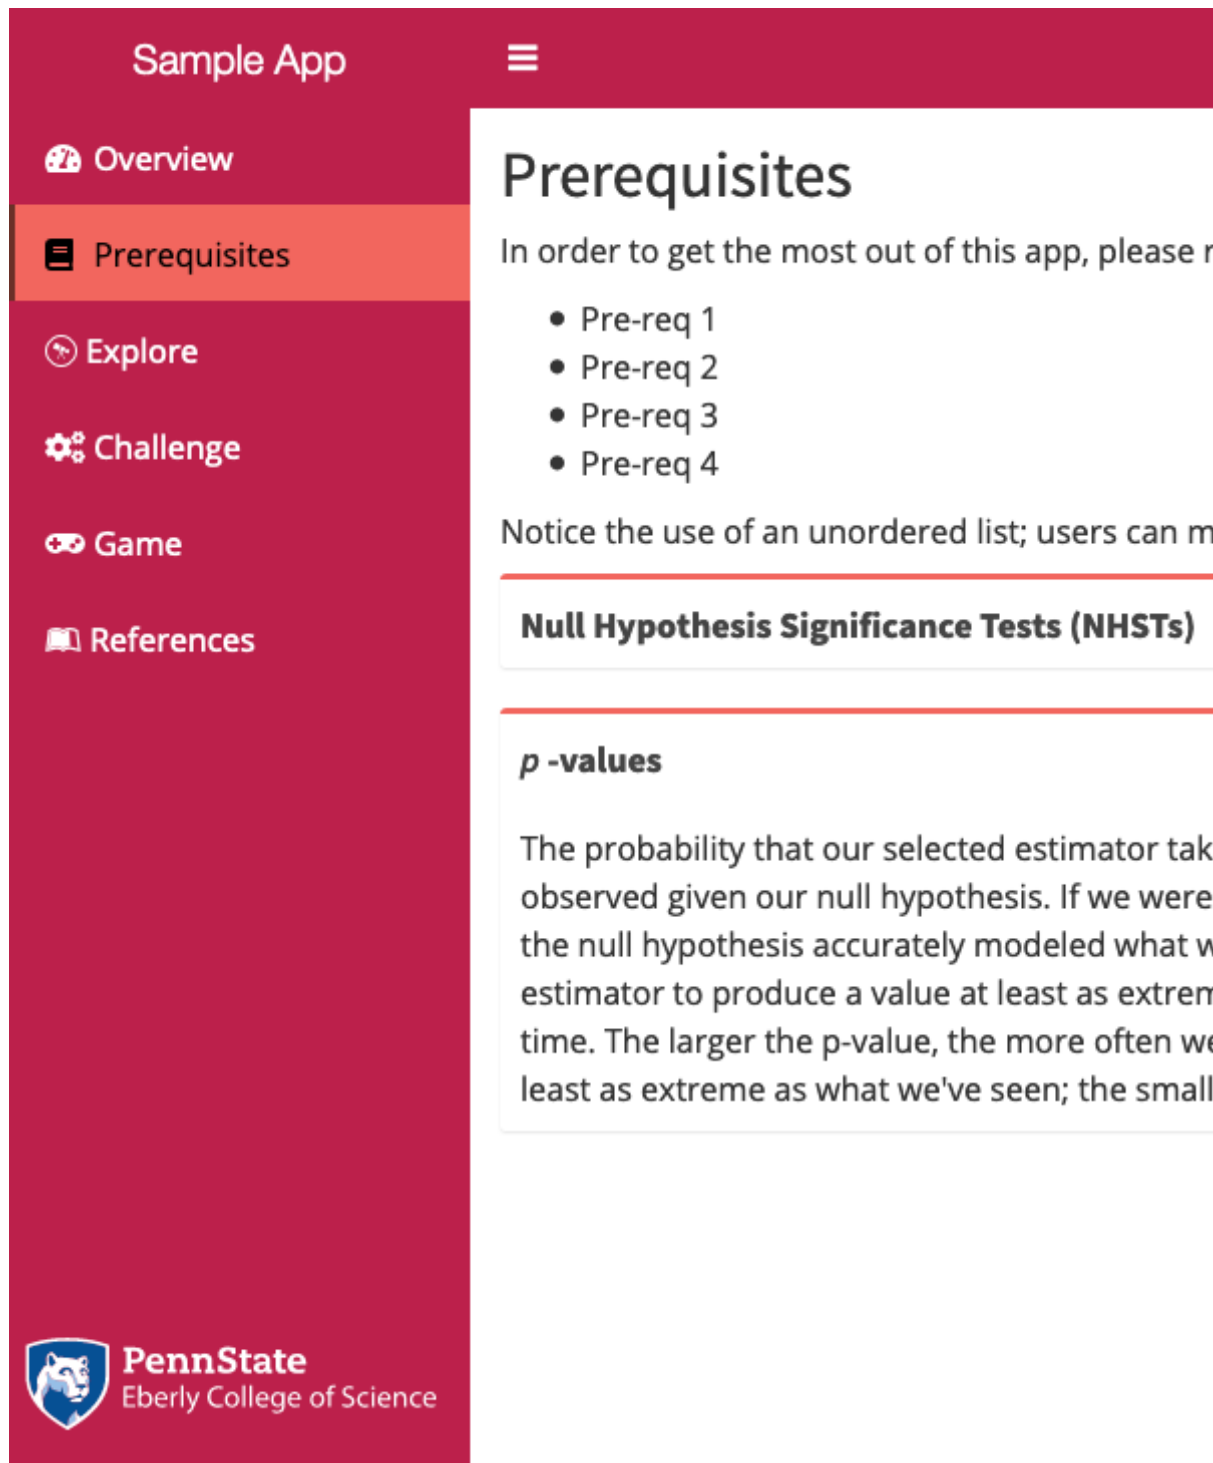 Sample App
Overview
Prerequisites
Explore
Challenge
Game
References
PennState
Eberly College of Science
Prerequisites
In order to get the most out of this app, please
Pre-req 1
Pre-req 2
Pre-req 3
Pre-req 4
Notice the use of an unordered list; users can
Null Hypothesis Significance Tests (NHSTs)
p -values
The probability that our selected estimator
observed given our null hypothesis. If we were
the null hypothesis accurately modeled what
estimator to produce a value at least as
time. The larger the p-value, the more often
least as extreme as what we've seen; the